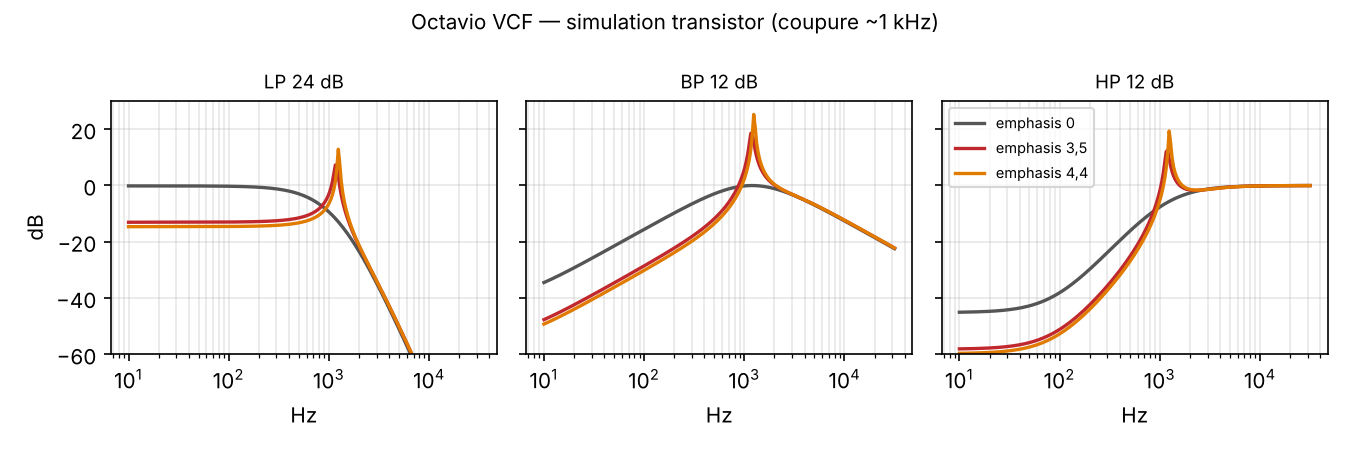 Octavio VCF — simulation transistor (coupure ~1 kHz)
LP 24 dB
BP 12 dB
HP 12 dB
dB
20
0
−20
−40
−60
emphasis 0
emphasis 3,5
emphasis 4,4
10¹ 10² 10³ 10⁴
10¹ 10² 10³ 10⁴
10¹ 10² 10³ 10⁴
Hz
Hz
Hz